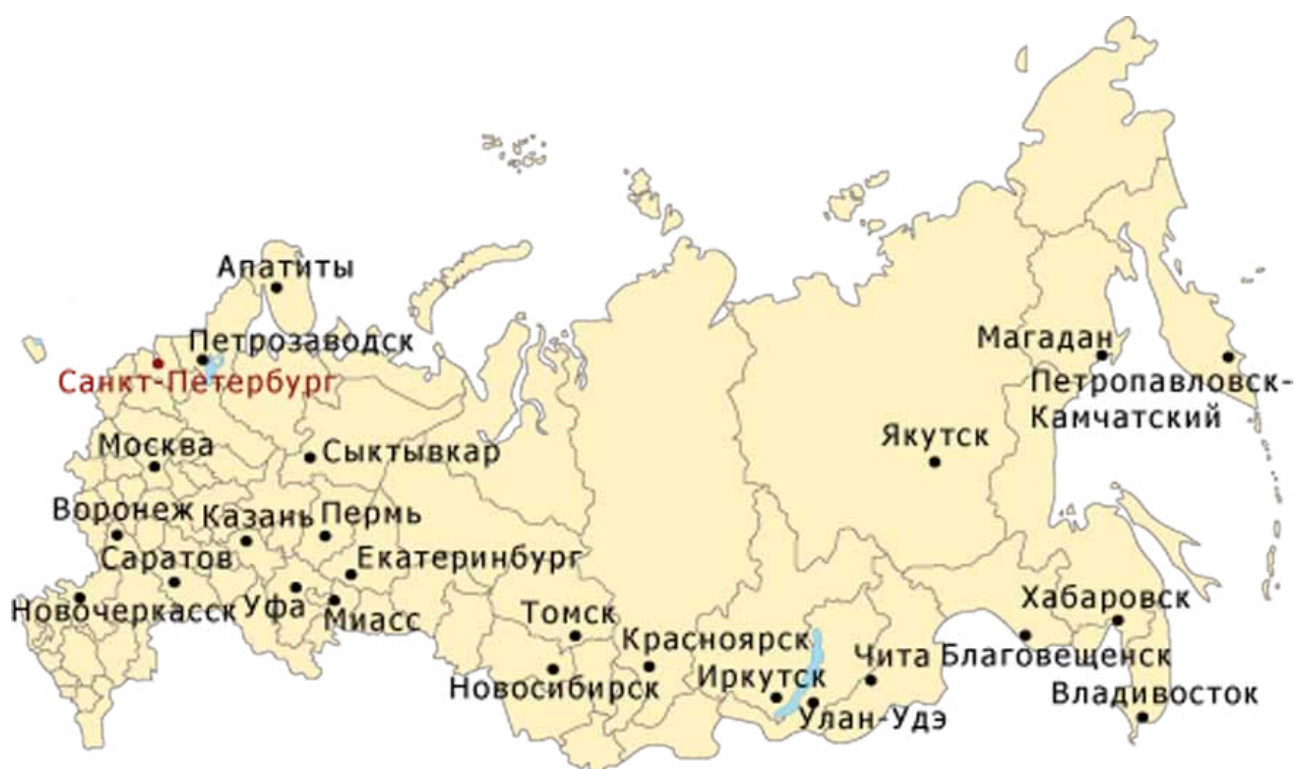 Апатиты
Магадан
Петрозаводск
Санкт-Петербург
Петропавловск-
Камчатский
Якутск
Москва
Сыктывкар
Воронеж
Казань
Пермь
Саратов
Екатеринбург
Хабаровск
Новочеркасск
Уфа
Миасс
Томск
Красноярск
Чита
Благовещенск
Иркутск
Новосибирск
Владивосток
Улан-Удэ